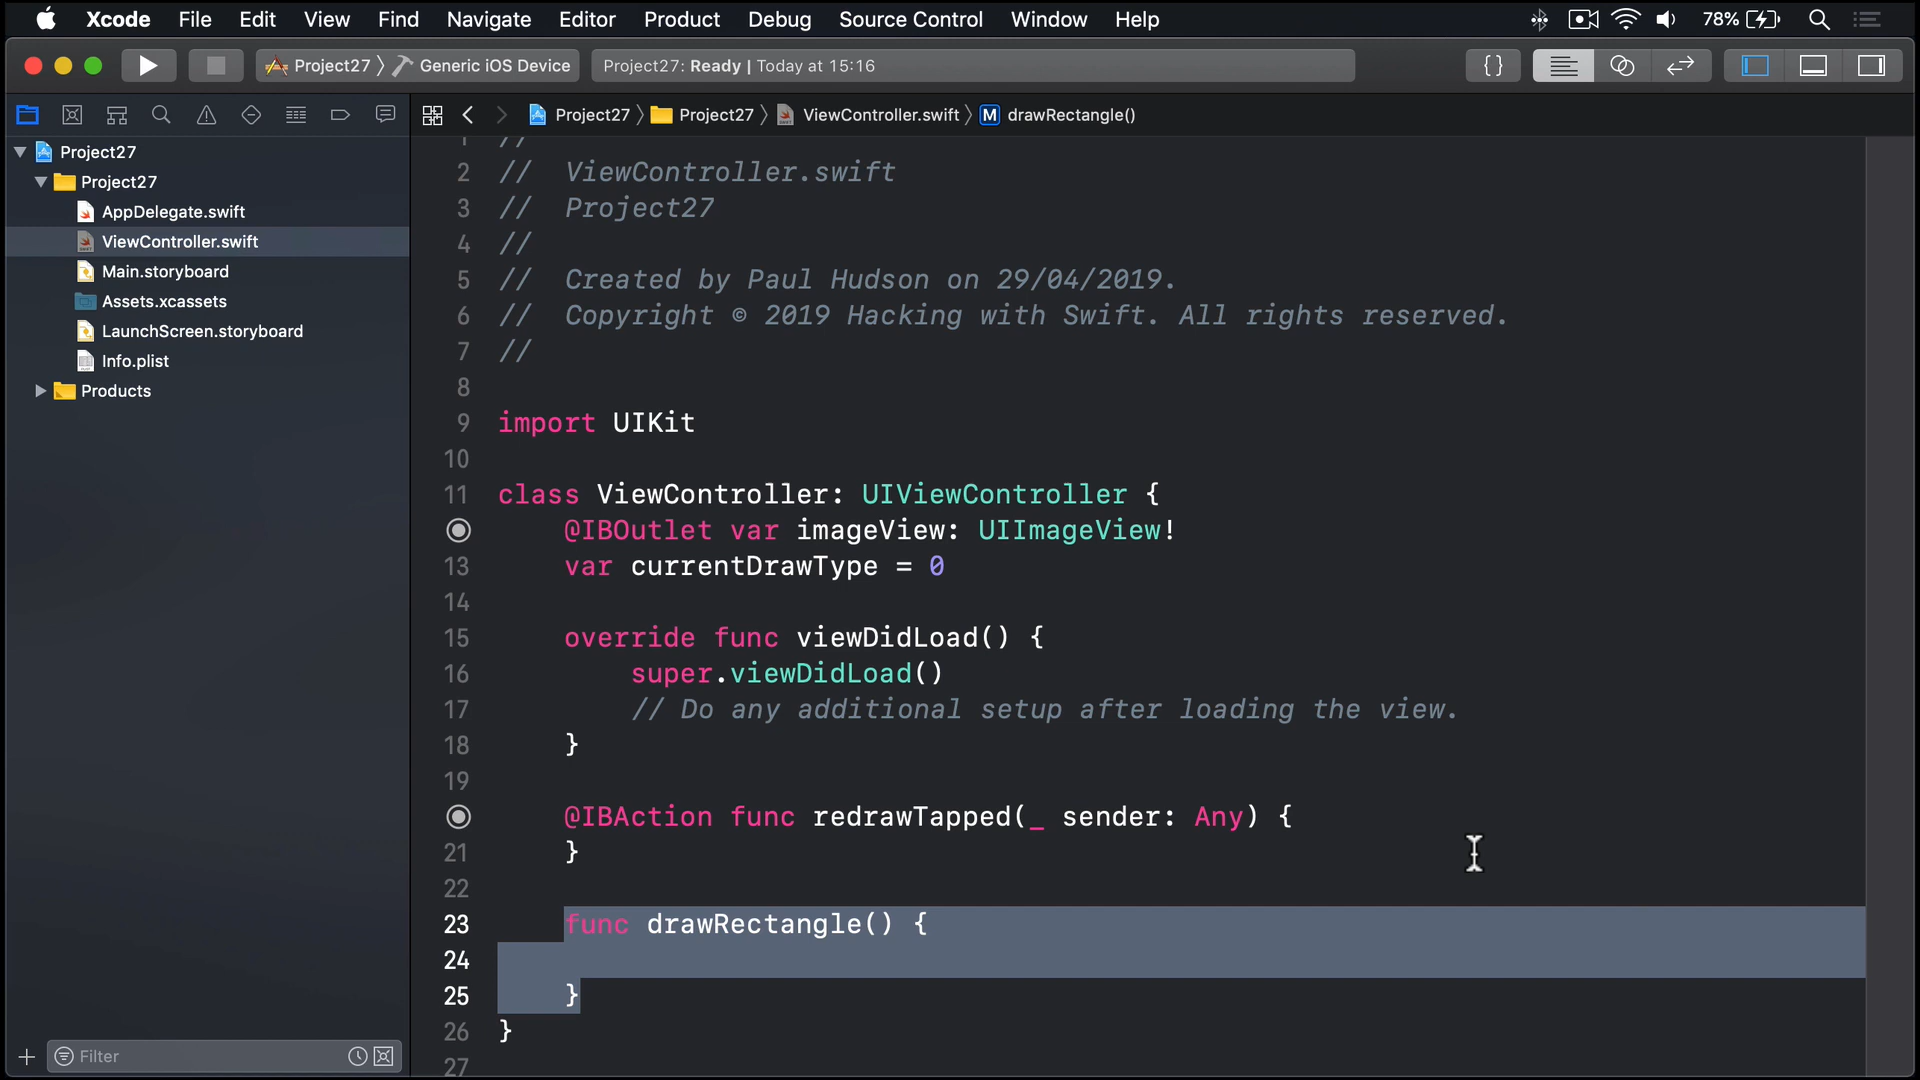 Xcode File Edit View Find Navigate Editor Product Debug Source Control Window Help 78%
Project27 Generic iOS Device Project27: Ready | Today at 15:16 {}
Project27 Project27 ViewController.swift M drawRectangle()
Project27
Project27
AppDelegate.swift
ViewController.swift
Main.storyboard
Assets.xcassets
LaunchScreen.storyboard
Info.plist
Products
Filter
1 //
2 // ViewController.swift
3 // Project27
4 //
5 // Created by Paul Hudson on 29/04/2019.
6 // Copyright © 2019 Hacking with Swift. All rights reserved.
7 //
8
9 import UIKit
10
11 class ViewController: UIViewController {
@IBOutlet var imageView: UIImageView!
13 var currentDrawType = 0
14
15 override func viewDidLoad() {
16 super.viewDidLoad()
17 // Do any additional setup after loading the view.
18 }
19
@IBAction func redrawTapped(_ sender: Any) {
21 }
22
23 func drawRectangle() {
24
25 }
26 }
27